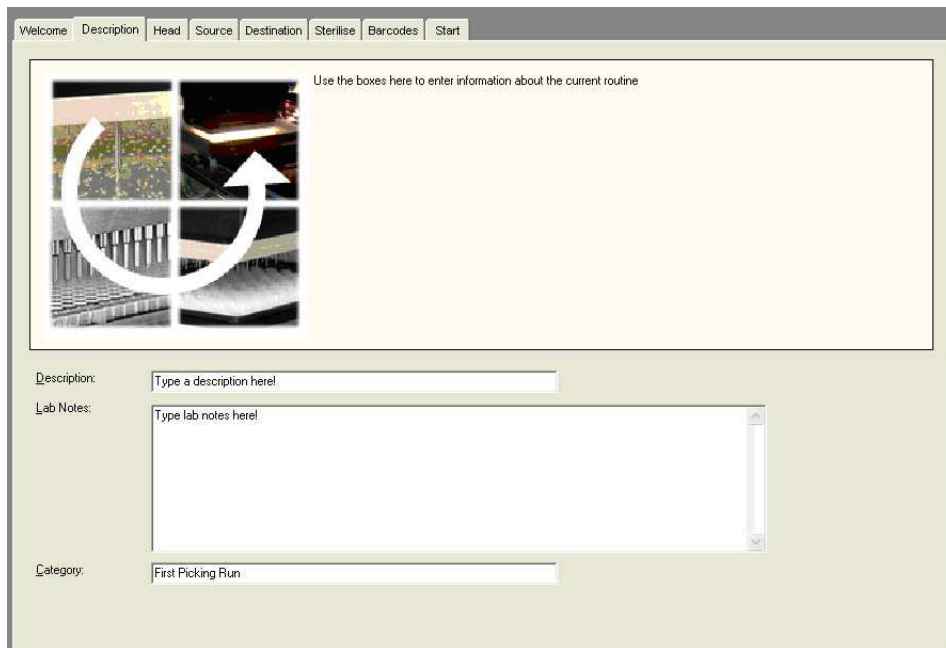 Welcome Description Head Source Destination Sterilise Barcodes Start
Use the boxes here to enter information about the current routine
Description:
Type a description here!
Lab Notes:
Type lab notes here!
Category:
First Picking Run